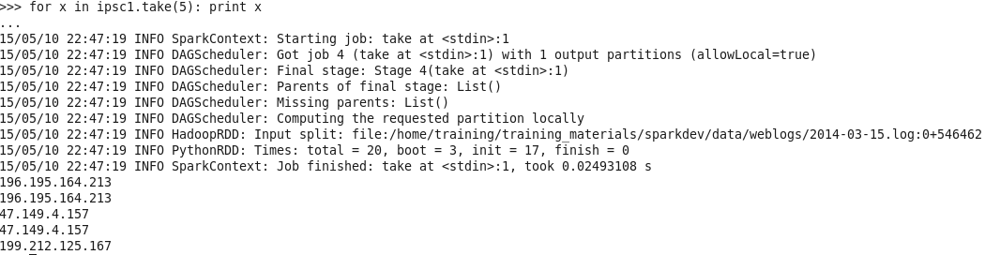 >>> for x in ipsc1.take(5): print x
...
15/05/10 22:47:19 INFO SparkContext: Starting job: take at <stdin>:1
15/05/10 22:47:19 INFO DAGScheduler: Got job 4 (take at <stdin>:1) with 1 output partitions (allowLocal=true)
15/05/10 22:47:19 INFO DAGScheduler: Final stage: Stage 4(take at <stdin>:1)
15/05/10 22:47:19 INFO DAGScheduler: Parents of final stage: List()
15/05/10 22:47:19 INFO DAGScheduler: Missing parents: List()
15/05/10 22:47:19 INFO DAGScheduler: Computing the requested partition locally
15/05/10 22:47:19 INFO HadoopRDD: Input split: file:/home/training/training_materials/sparkdev/data/weblogs/2014-03-15.log:0+546462
15/05/10 22:47:19 INFO PythonRDD: Times: total = 20, boot = 3, init = 17, finish = 0
15/05/10 22:47:19 INFO SparkContext: Job finished: take at <stdin>:1, took 0.02493108 s
196.195.164.213
196.195.164.213
47.149.4.157
47.149.4.157
199.212.125.167